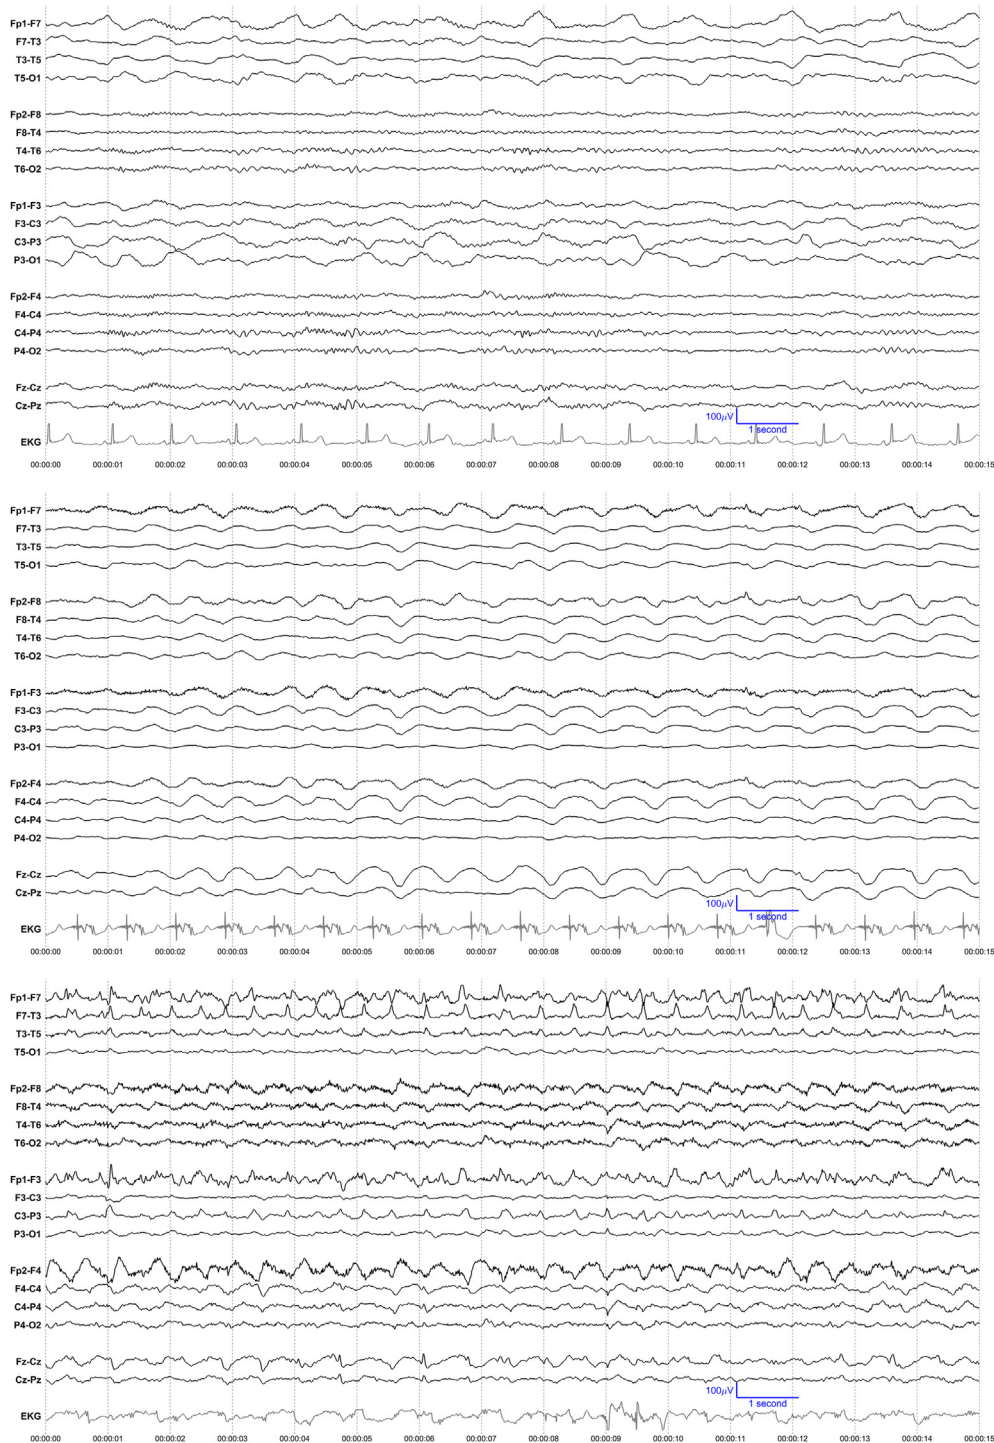 Fp1-F7
F7-T3
T3-T5
T5-O1
Fp2-F8
F8-T4
T4-T6
T6-O2
Fp1-F3
F3-C3
C3-P3
P3-O1
Fp2-F4
F4-C4
C4-P4
P4-O2
Fz-Cz
Cz-Pz
100µV
1 second
EKG
00:00:00 00:00:01 00:00:02 00:00:03 00:00:04 00:00:05 00:00:06 00:00:07 00:00:08 00:00:09 00:00:10 00:00:11 00:00:12 00:00:13 00:00:14 00:00:15
Fp1-F7
F7-T3
T3-T5
T5-O1
Fp2-F8
F8-T4
T4-T6
T6-O2
Fp1-F3
F3-C3
C3-P3
P3-O1
Fp2-F4
F4-C4
C4-P4
P4-O2
Fz-Cz
Cz-Pz
100µV
1 second
EKG
00:00:00 00:00:01 00:00:02 00:00:03 00:00:04 00:00:05 00:00:06 00:00:07 00:00:08 00:00:09 00:00:10 00:00:11 00:00:12 00:00:13 00:00:14 00:00:15
Fp1-F7
F7-T3
T3-T5
T5-O1
Fp2-F8
F8-T4
T4-T6
T6-O2
Fp1-F3
F3-C3
C3-P3
P3-O1
Fp2-F4
F4-C4
C4-P4
P4-O2
Fz-Cz
Cz-Pz
100µV
1 second
EKG
00:00:00 00:00:01 00:00:02 00:00:03 00:00:04 00:00:05 00:00:06 00:00:07 00:00:08 00:00:09 00:00:10 00:00:11 00:00:12 00:00:13 00:00:14 00:00:15